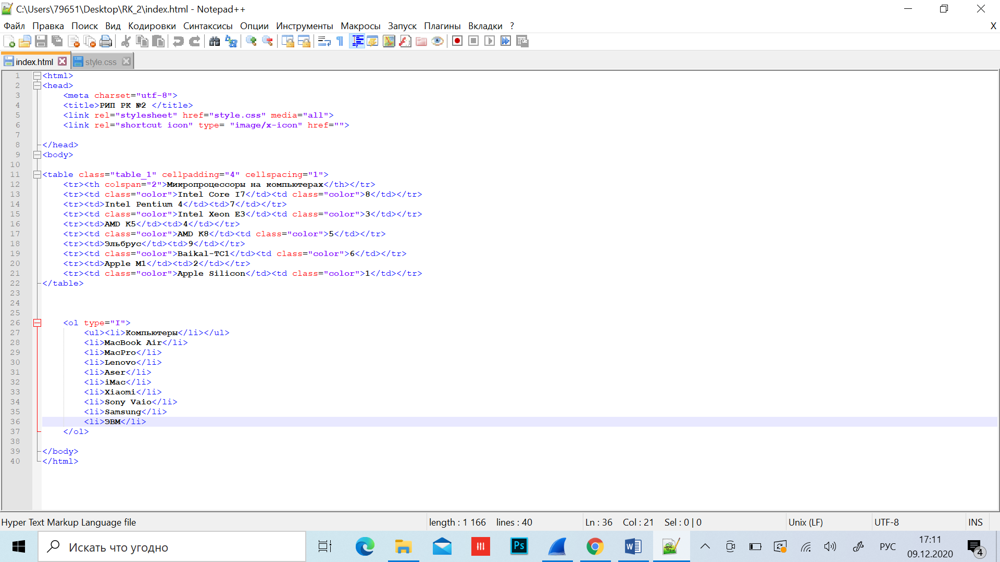 C:\Users\79651\Desktop\RK_2\index.html - Notepad++
Файл Правка Поиск Вид Кодировки Синтаксисы Опции Инструменты Макросы Запуск Плагины Вкладки ? X
index.html style.css
1 <html>
2 <head>
3 <meta charset="utf-8">
4 <title>РИП РК №2 </title>
5 <link rel="stylesheet" href="style.css" media="all">
6 <link rel="shortcut icon" type= "image/x-icon" href="">
7
8 </head>
9 <body>
10
11 <table class="table_1" cellpadding="4" cellspacing="1">
12 <tr><th colspan="2">Микропроцессоры на компьютерах</th></tr>
13 <tr><td class="color">Intel Core I7</td><td class="color">8</td></tr>
14 <tr><td>Intel Pentium 4</td><td>7</td></tr>
15 <tr><td class="color">Intel Xeon E3</td><td class="color">3</td></tr>
16 <tr><td>AMD K5</td><td>4</td></tr>
17 <tr><td class="color">AMD K8</td><td class="color">5</td></tr>
18 <tr><td>Эльбрус</td><td>9</td></tr>
19 <tr><td class="color">Baikal-TC1</td><td class="color">6</td></tr>
20 <tr><td>Apple M1</td><td>2</td></tr>
21 <tr><td class="color">Apple Silicon</td><td class="color">1</td></tr>
22 </table>
23
24
25
26 <ol type="I">
27 <ul><li>Компьютеры</li></ul>
28 <li>MacBook Air</li>
29 <li>MacPro</li>
30 <li>Lenovo</li>
31 <li>Aser</li>
32 <li>iMac</li>
33 <li>Xiaomi</li>
34 <li>Sony Vaio</li>
35 <li>Samsung</li>
36 <li>ЭВМ</li>
37 </ol>
38
39 </body>
40 </html>
Hyper Text Markup Language file length : 1 166 lines : 40 Ln : 36 Col : 21 Sel : 0 | 0 Unix (LF) UTF-8 INS
Искать что угодно Ps W РУС 17:11
09.12.2020 4